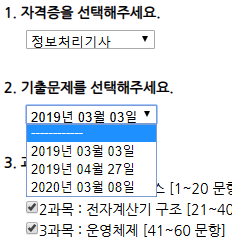 1. 자격증을 선택해주세요.
정보처리기사
2. 기출문제를 선택해주세요.
2019년 03월 03일
------------
2019년 03월 03일
2019년 04월 27일
2020년 03월 08일
3.
스 [1~20 문항
2과목 : 전자계산기 구조 [21~40
3과목 : 운영체제 [41~60 문항]